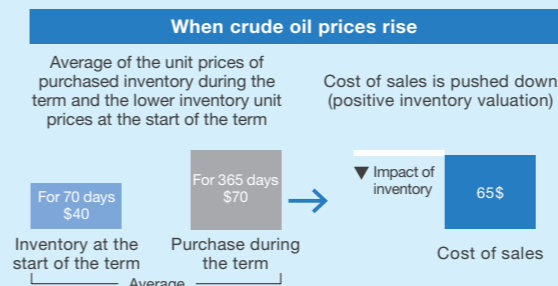 When crude oil prices rise
Average of the unit prices of
purchased inventory during the
term and the lower inventory unit
prices at the start of the term
Cost of sales is pushed down
(positive inventory valuation)
For 70 days
$40
For 365 days
$70
▼ Impact of
inventory
65$
Inventory at the
start of the term
Purchase during
the term
Cost of sales
Average